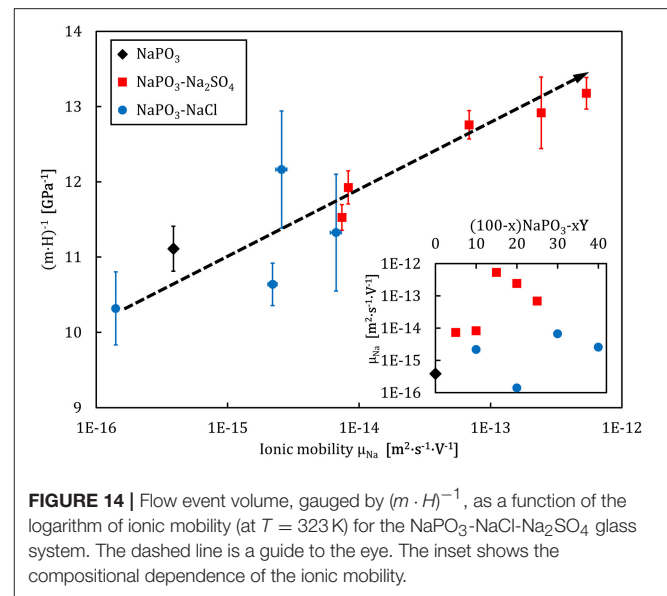 14
13
12
11
10
9
(m·H)⁻¹ [GPa⁻¹]
NaPO₃
NaPO₃-Na₂SO₄
NaPO₃-NaCl
1E-16 1E-15 1E-14 1E-13 1E-12
Ionic mobility μNa [m²·s⁻¹·V⁻¹]
(100-x)NaPO₃-xY
0 10 20 30 40
1E-12
1E-13
1E-14
1E-15
1E-16
μNa [m²·s⁻¹·V⁻¹]
FIGURE 14 | Flow event volume, gauged by (m · H)⁻¹, as a function of the
logarithm of ionic mobility (at T = 323 K) for the NaPO₃-NaCl-Na₂SO₄ glass
system. The dashed line is a guide to the eye. The inset shows the
compositional dependence of the ionic mobility.